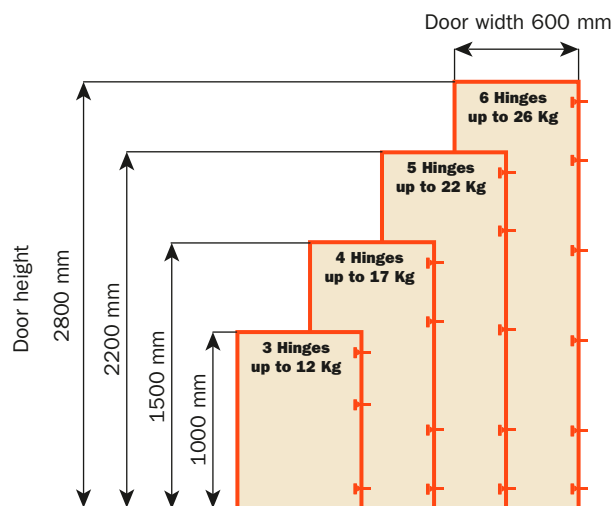 Door width 600 mm
6 Hinges
up to 26 Kg
5 Hinges
up to 22 Kg
4 Hinges
up to 17 Kg
3 Hinges
up to 12 Kg
Door height
2800 mm
2200 mm
1500 mm
1000 mm